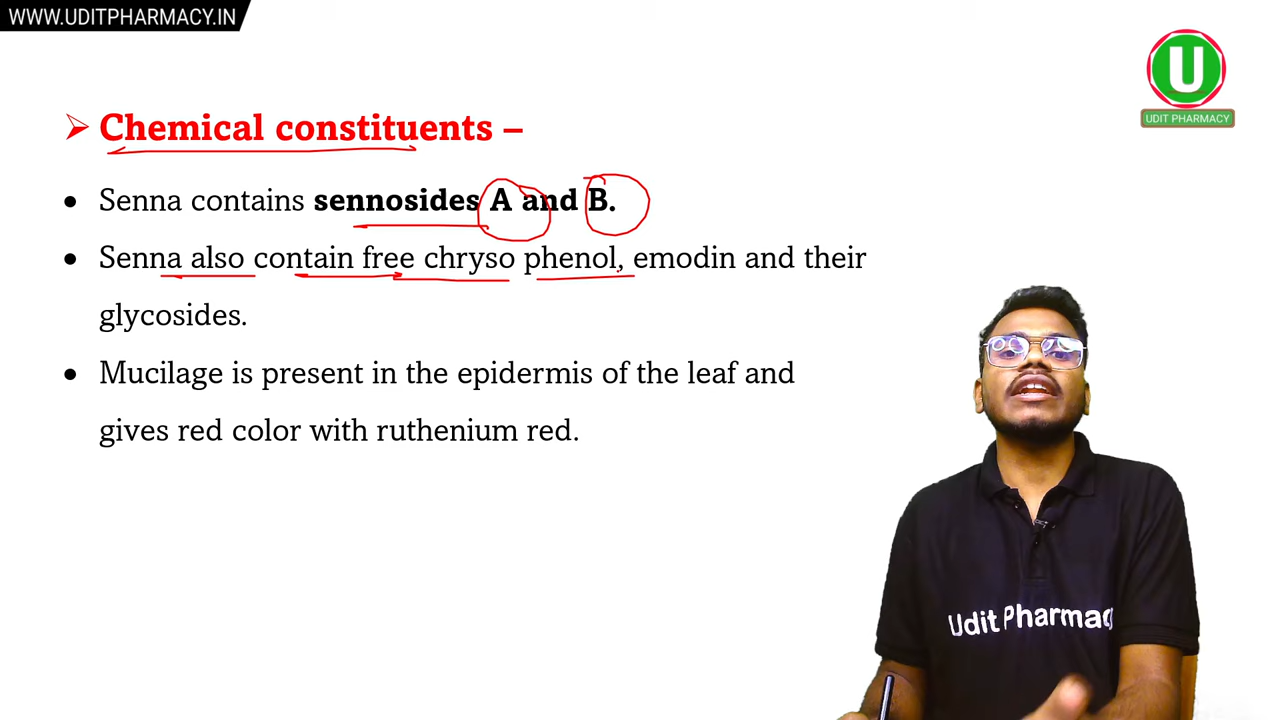 WWW.UDITPHARMACY.IN
U
UDIT PHARMACY
Chemical constituents –
Senna contains sennosides A and B.
Senna also contain free chryso phenol, emodin and their
glycosides.
Mucilage is present in the epidermis of the leaf and
gives red color with ruthenium red.
Udit Pharmacy